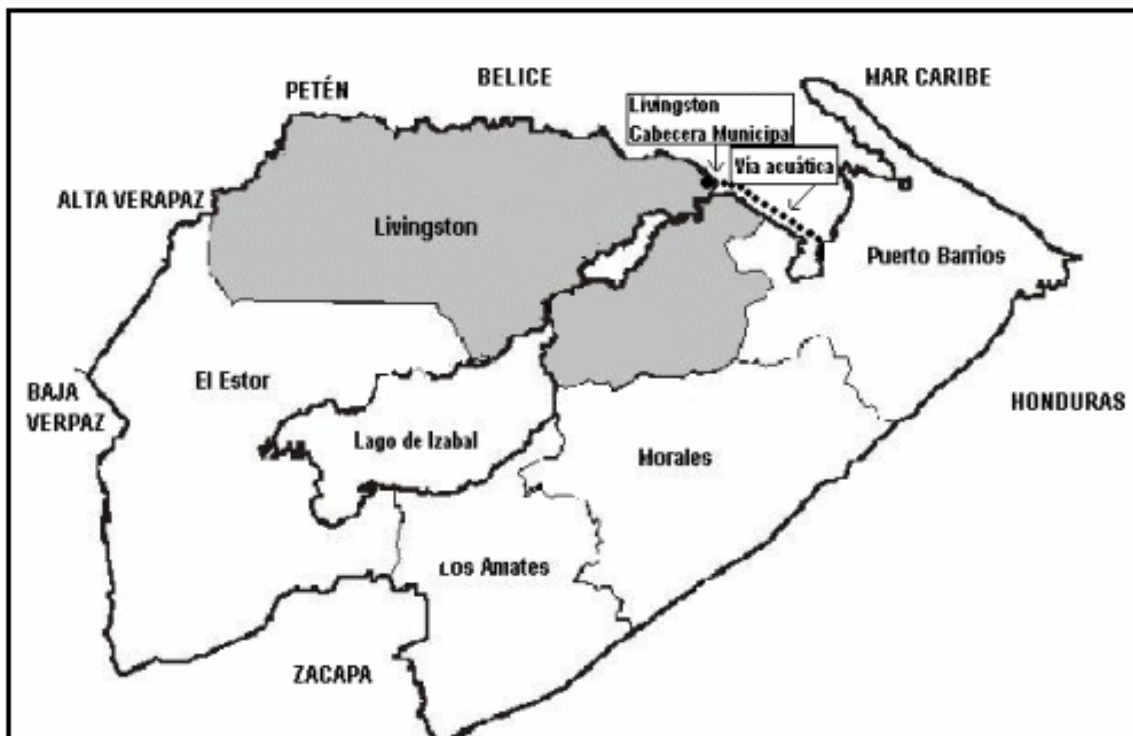 BELICE
MAR CARIBE
PETÉN
Livingston
Cabecera Municipal
Vía acuática
ALTA VERAPAZ
Livingston
Puerto Barrios
El Estor
BAJA
VERPAZ
HONDURAS
Lago de Izabal
Morales
Los Amates
ZACAPA